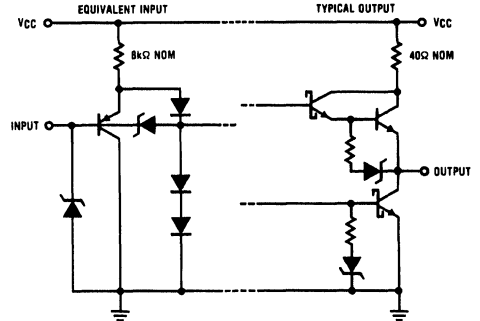 EQUIVALENT INPUT
TYPICAL OUTPUT
VCC
VCC
8kΩ NOM
40Ω NOM
INPUT
OUTPUT